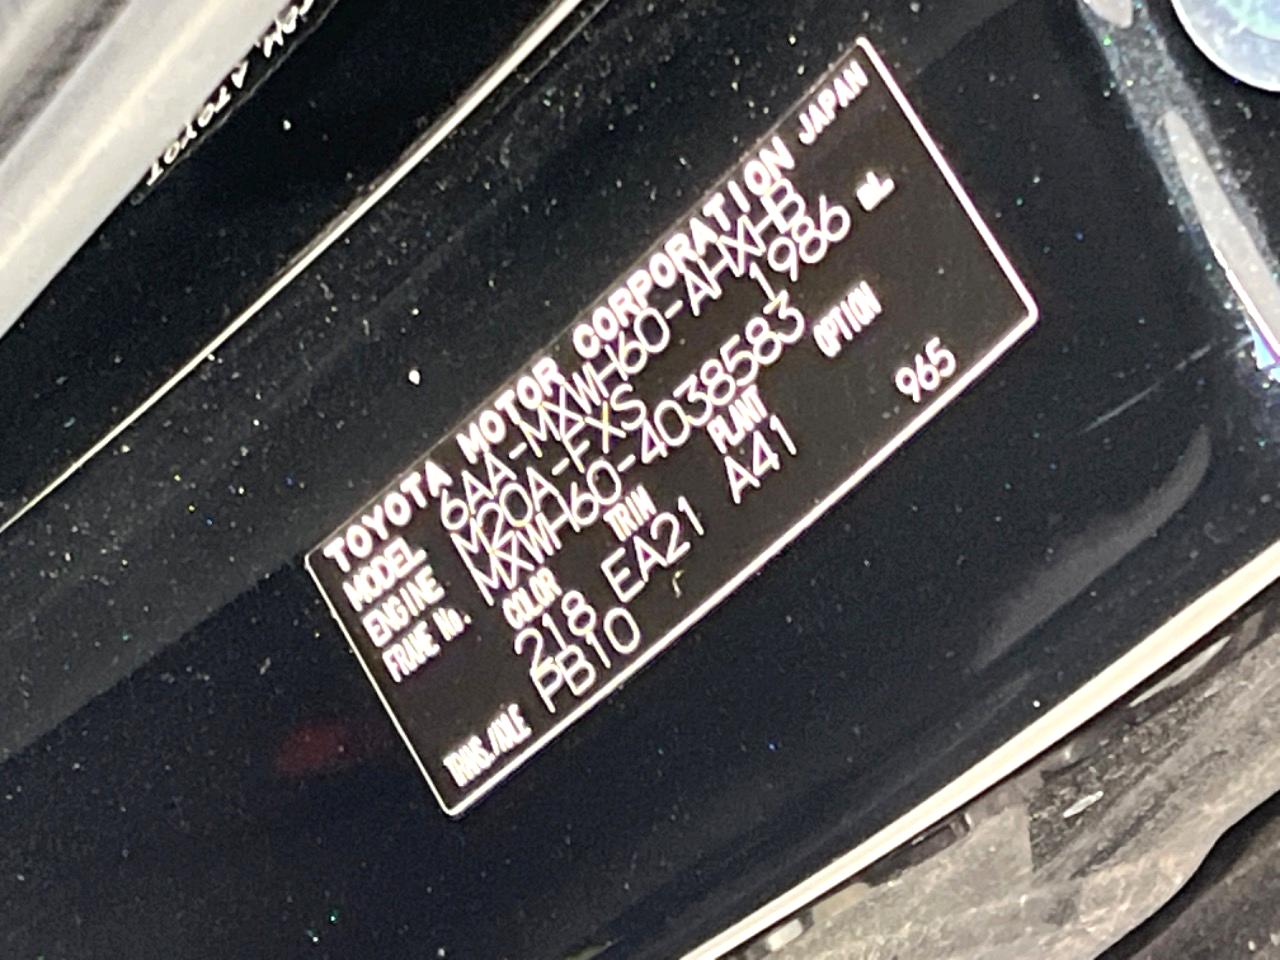 TOYOTA MOTOR CORPORATION JAPAN
MODEL 6AA-MXWH60-AHXHB
ENGINE M20A-FXS 1986 mL
FRAME No. MXWH60-4038583
COLOR TRIM PLANT OPTION
218 EA21 A41 965
TRANS./AXLE PB10